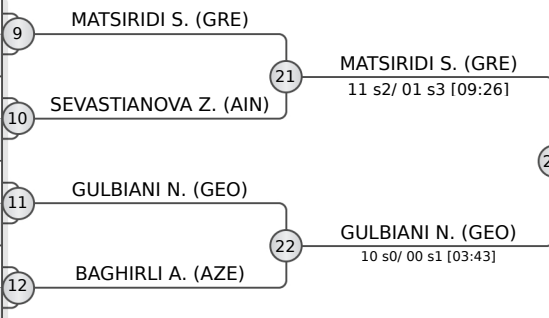 9
MATSIRIDI S. (GRE)
21
MATSIRIDI S. (GRE)
11 s2/ 01 s3 [09:26]
10
SEVASTIANOVA Z. (AIN)
11
GULBIANI N. (GEO)
22
GULBIANI N. (GEO)
10 s0/ 00 s1 [03:43]
12
BAGHIRLI A. (AZE)